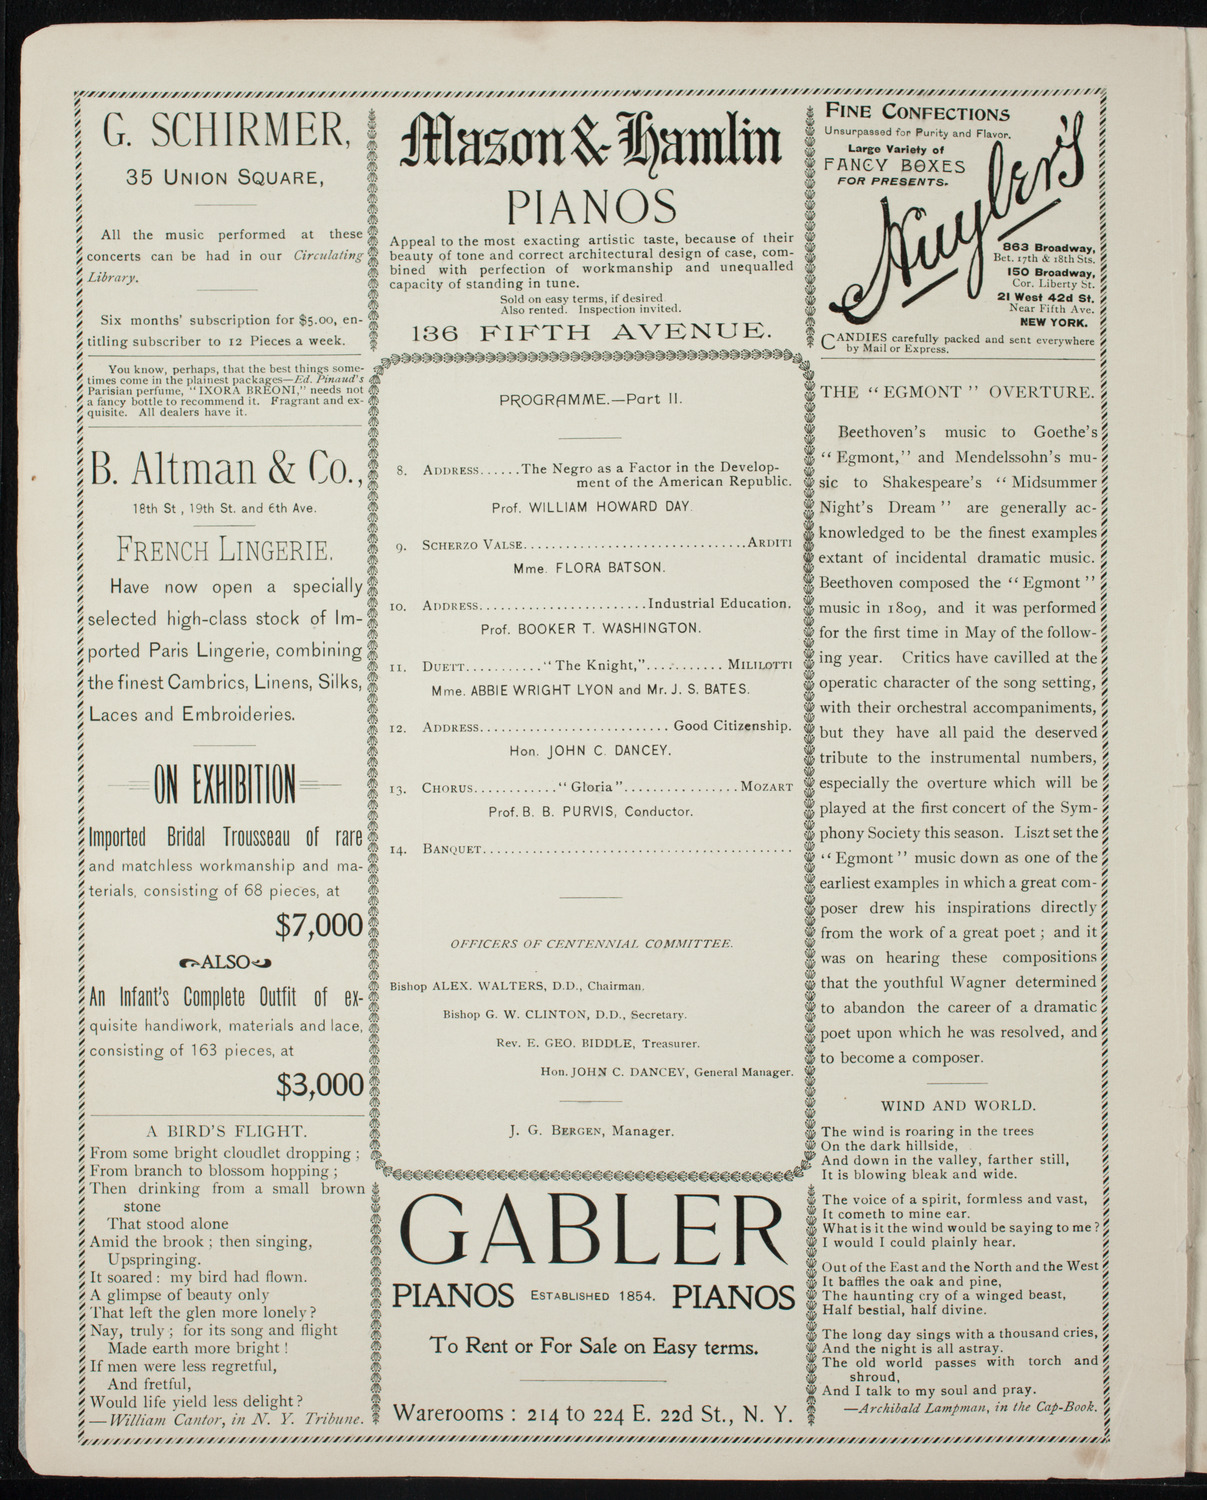 G. SCHIRMER,
35 UNION SQUARE,
All the music performed at these
concerts can be had in our Circulating
Library.
Six months' subscription for $5.00, en-
titling subscriber to 12 Pieces a week.
You know, perhaps, that the best things some-
times come in the plainest packages—Ed. Pinaud's
Parisian perfume, "IXORA BREONI," needs not
a fancy bottle to recommend it. Fragrant and ex-
quisite. All dealers have it.
B. Altman & Co.,
18th St , 19th St. and 6th Ave.
FRENCH LINGERIE.
Have now open a specially
selected high-class stock of Im-
ported Paris Lingerie, combining
the finest Cambrics, Linens, Silks,
Laces and Embroideries.
ON EXHIBITION
Imported Bridal Trousseau of rare
and matchless workmanship and ma-
terials, consisting of 68 pieces, at
$7,000
ALSO
An Infant's Complete Outfit of ex-
quisite handiwork, materials and lace,
consisting of 163 pieces, at
$3,000
A BIRD'S FLIGHT.
From some bright cloudlet dropping ;
From branch to blossom hopping ;
Then drinking from a small brown
stone
That stood alone
Amid the brook ; then singing,
Upspringing.
It soared : my bird had flown.
A glimpse of beauty only
That left the glen more lonely ?
Nay, truly ; for its song and flight
Made earth more bright !
If men were less regretful,
And fretful,
Would life yield less delight ?
—William Cantor, in N. Y. Tribune.
Mason & Hamlin
PIANOS
Appeal to the most exacting artistic taste, because of their
beauty of tone and correct architectural design of case, com-
bined with perfection of workmanship and unequalled
capacity of standing in tune.
Sold on easy terms, if desired
Also rented. Inspection invited.
136 FIFTH AVENUE.
PROGRAMME.—Part II.
8. ADDRESS......The Negro as a Factor in the Develop-
ment of the American Republic.
Prof. WILLIAM HOWARD DAY.
9. SCHERZO VALSE................................ARDITI
Mme. FLORA BATSON.
10. ADDRESS........................Industrial Education.
Prof. BOOKER T. WASHINGTON.
11. DUETT..........."The Knight,"........... MILILOTTI
Mme. ABBIE WRIGHT LYON and Mr. J. S. BATES.
12. ADDRESS........................... Good Citizenship.
Hon. JOHN C. DANCEY.
13. CHORUS............"Gloria"................MOZART
Prof. B. B. PURVIS, Conductor.
14. BANQUET............................................
OFFICERS OF CENTENNIAL COMMITTEE.
Bishop ALEX. WALTERS, D.D., Chairman.
Bishop G. W. CLINTON, D.D., Secretary.
Rev. E. GEO. BIDDLE, Treasurer.
Hon. JOHN C. DANCEY, General Manager.
J. G. BERGEN, Manager.
GABLER
PIANOS ESTABLISHED 1854. PIANOS
To Rent or For Sale on Easy terms.
Warerooms : 214 to 224 E. 22d St., N. Y.
FINE CONFECTIONS
Unsurpassed for Purity and Flavor.
Large Variety of
FANCY BOXES
FOR PRESENTS.
Huyler's
863 Broadway,
Bet. 17th & 18th Sts.
150 Broadway,
Cor. Liberty St.
21 West 42d St.
Near Fifth Ave.
NEW YORK.
CANDIES carefully packed and sent everywhere
by Mail or Express.
THE "EGMONT" OVERTURE.
Beethoven's music to Goethe's
"Egmont," and Mendelssohn's mu-
sic to Shakespeare's "Midsummer
Night's Dream" are generally ac-
knowledged to be the finest examples
extant of incidental dramatic music.
Beethoven composed the "Egmont"
music in 1809, and it was performed
for the first time in May of the follow-
ing year. Critics have cavilled at the
operatic character of the song setting,
with their orchestral accompaniments,
but they have all paid the deserved
tribute to the instrumental numbers,
especially the overture which will be
played at the first concert of the Sym-
phony Society this season. Liszt set the
"Egmont" music down as one of the
earliest examples in which a great com-
poser drew his inspirations directly
from the work of a great poet ; and it
was on hearing these compositions
that the youthful Wagner determined
to abandon the career of a dramatic
poet upon which he was resolved, and
to become a composer.
WIND AND WORLD.
The wind is roaring in the trees
On the dark hillside,
And down in the valley, farther still,
It is blowing bleak and wide.
The voice of a spirit, formless and vast,
It cometh to mine ear.
What is it the wind would be saying to me ?
I would I could plainly hear.
Out of the East and the North and the West
It baffles the oak and pine,
The haunting cry of a winged beast,
Half bestial, half divine.
The long day sings with a thousand cries,
And the night is all astray.
The old world passes with torch and
shroud,
And I talk to my soul and pray.
—Archibald Lampman, in the Cap-Book.